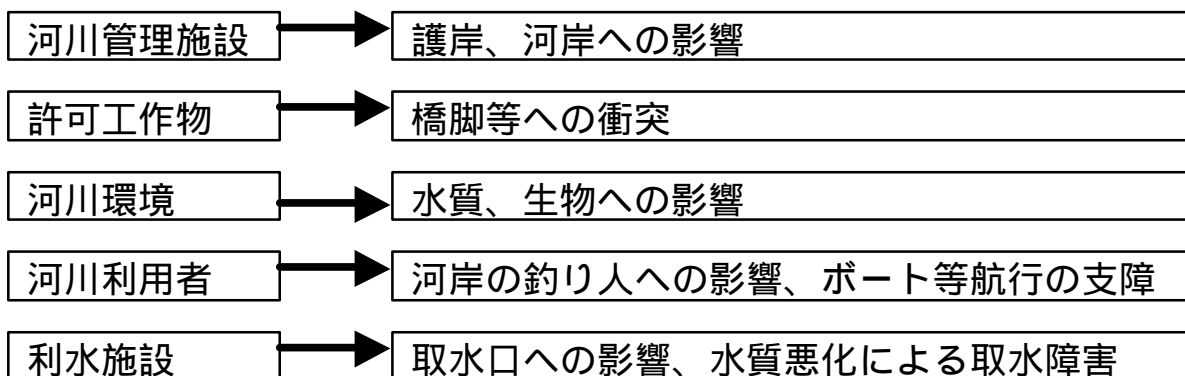 河川管理施設 護岸、河岸への影響
許可工作物 橋脚等への衝突
河川環境 水質、生物への影響
河川利用者 河岸の釣り人への影響、ボート等航行の支障
利水施設 取水口への影響、水質悪化による取水障害